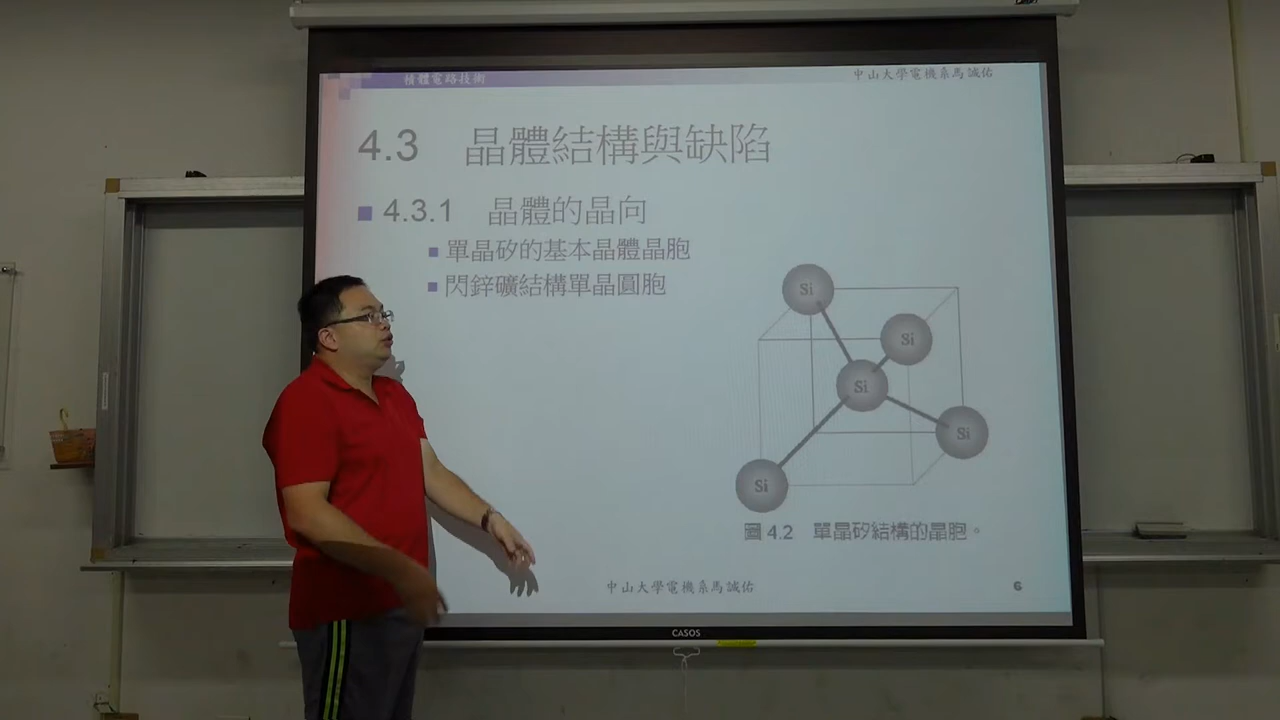 積體電路技術
中山大學電機系馬誠佑
4.3 晶體結構與缺陷
4.3.1 晶體的晶向
單晶矽的基本晶體晶胞
閃鋅礦結構單晶圓胞
Si
Si
Si
Si
Si
圖 4.2 單晶矽結構的晶胞。
中山大學電機系馬誠佑
6
CASOS